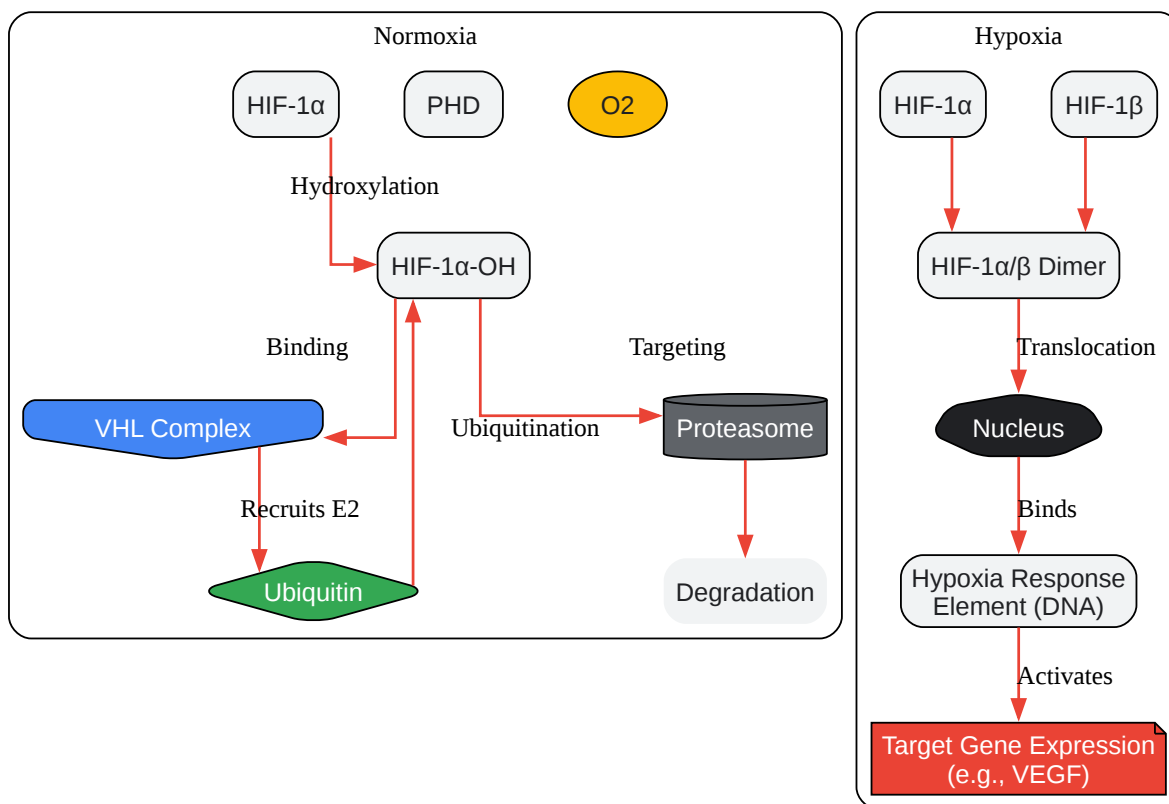 Normoxia
HIF-1α
PHD
O2
Hydroxylation
HIF-1α-OH
Binding
Targeting
VHL Complex
Ubiquitination
Proteasome
Recruits E2
Ubiquitin
Degradation
Hypoxia
HIF-1α
HIF-1β
HIF-1α/β Dimer
Translocation
Nucleus
Binds
Hypoxia Response
Element (DNA)
Activates
Target Gene Expression
(e.g., VEGF)